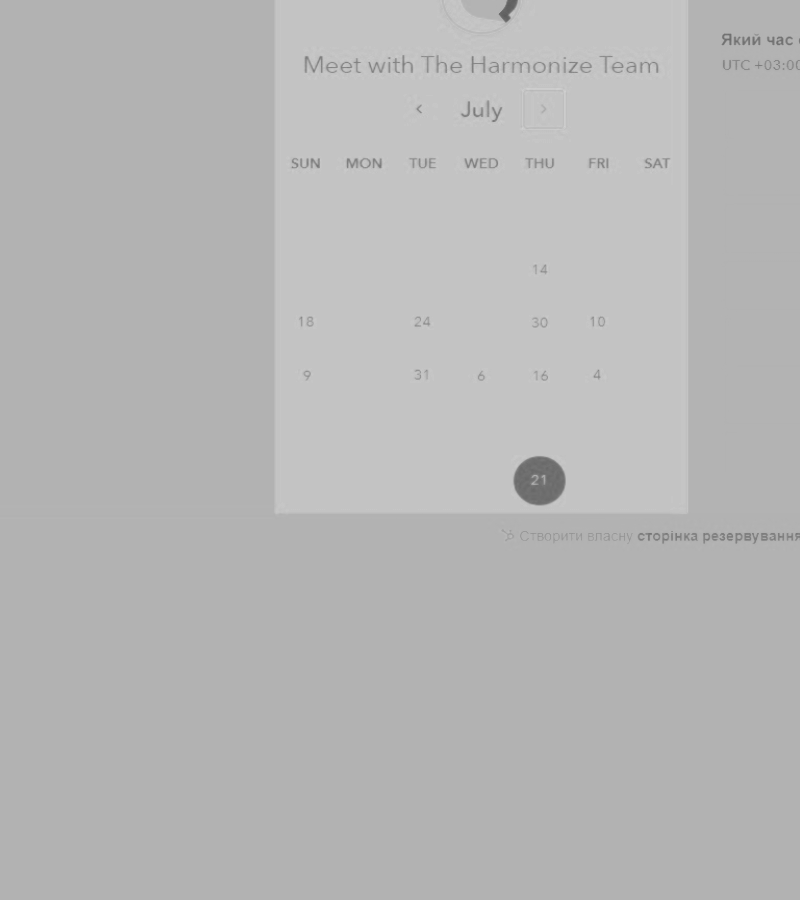 Який час
UTC +03:00
Meet with The Harmonize Team
July
SUN MON TUE WED THU FRI SAT
14
18 24 30 10
9 31 6 16 4
21
Створити власну сторінка резервування